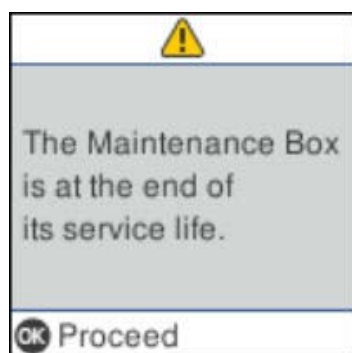 The Maintenance Box
is at the end of
its service life.
OK Proceed